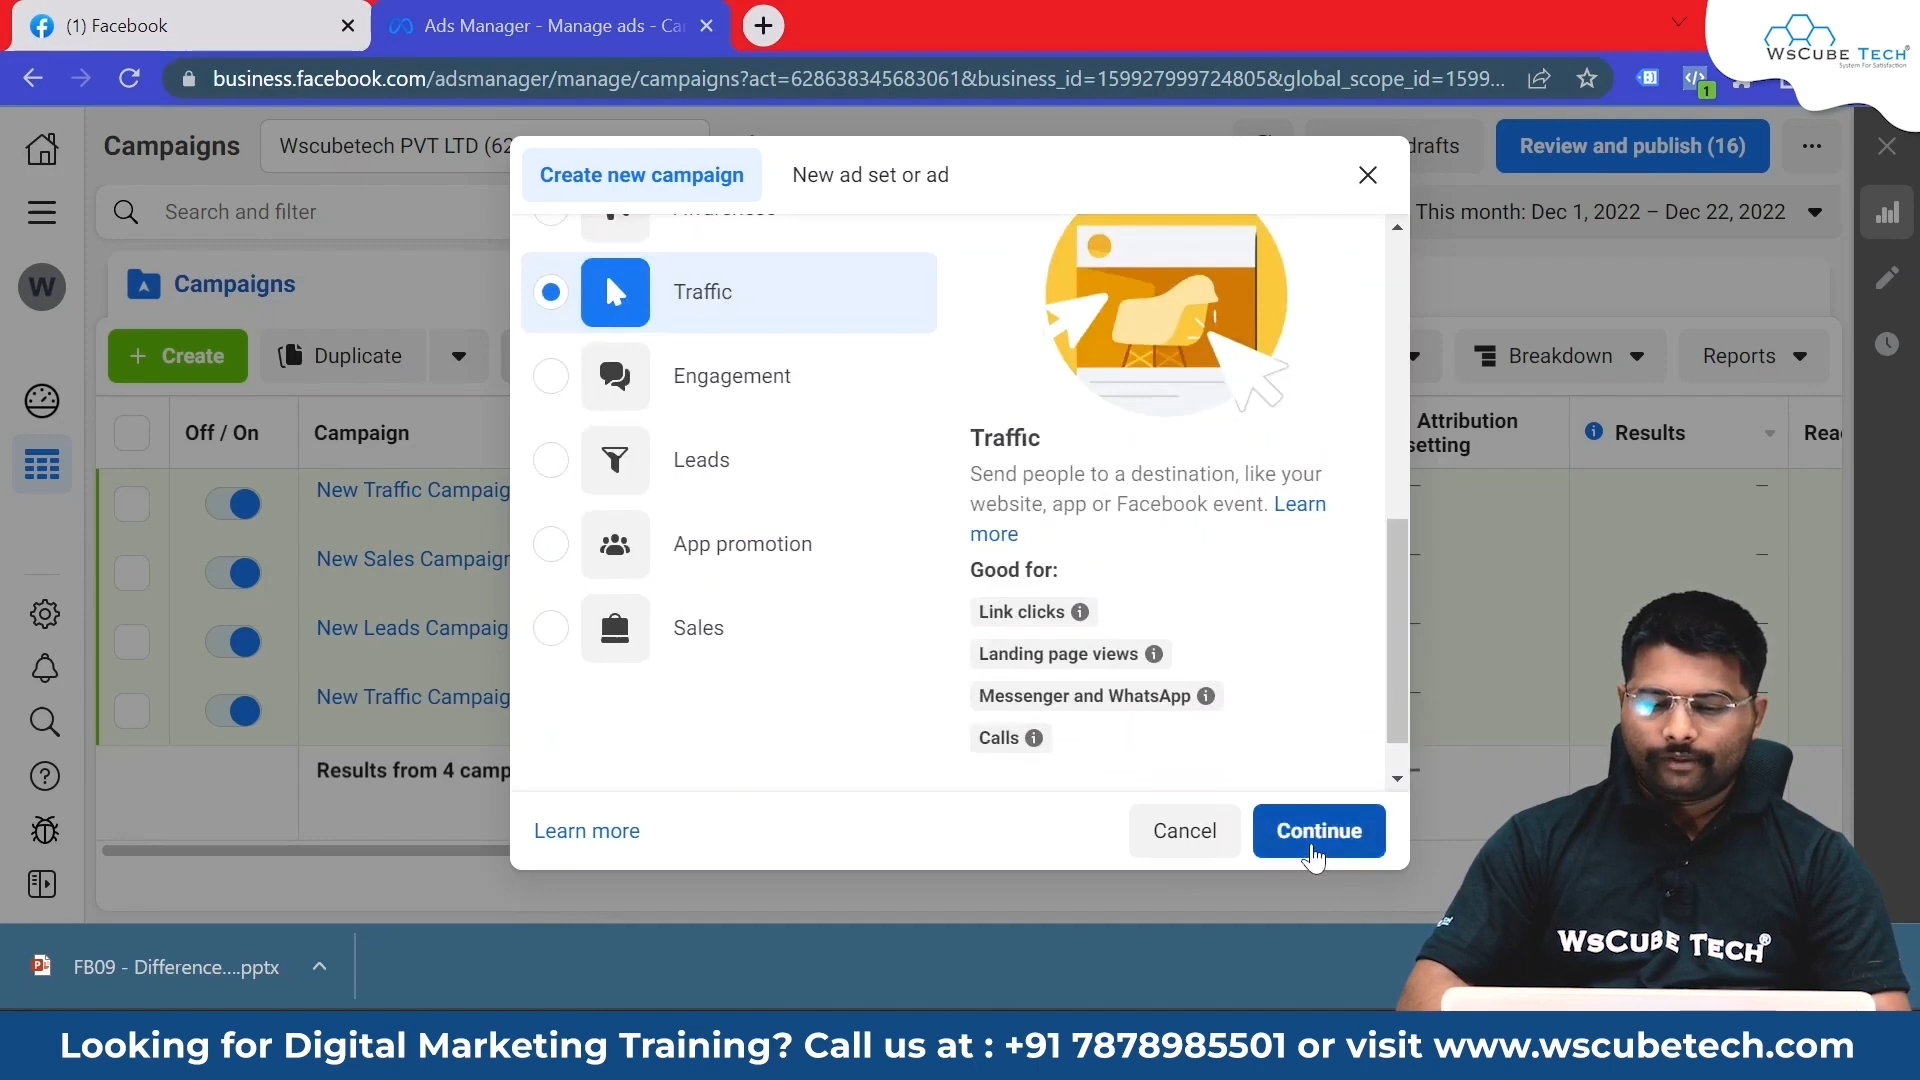 (1) Facebook
Ads Manager - Manage ads - Ca
WsCube Tech®
System For Satisfaction
business.facebook.com/adsmanager/manage/campaigns?act=628638345683061&business_id=159927999724805&global_scope_id=1599...
1
Campaigns
Wscubetech PVT LTD (62
drafts
Review and publish (16)
Create new campaign
New ad set or ad
Search and filter
This month: Dec 1, 2022 – Dec 22, 2022
Awareness
W
Campaigns
Traffic
+ Create
Duplicate
Breakdown
Reports
Engagement
Off / On
Campaign
Attribution
setting
Results
Rea
Traffic
Send people to a destination, like your
website, app or Facebook event. Learn
more
Leads
New Traffic Campaig
New Sales Campaign
App promotion
Good for:
Link clicks
New Leads Campaig
Sales
Landing page views
New Traffic Campaig
Messenger and WhatsApp
Calls
Results from 4 camp
Learn more
Cancel
Continue
WSCUBE TECH®
FB09 - Difference....pptx
Looking for Digital Marketing Training? Call us at : +91 7878985501 or visit www.wscubetech.com